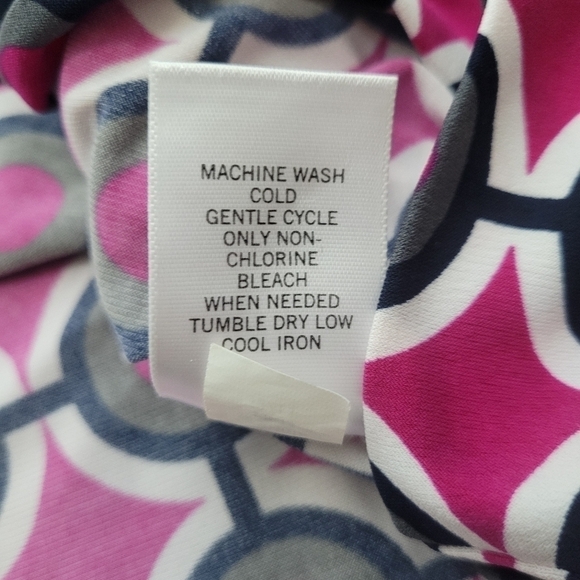 MACHINE WASH
COLD
GENTLE CYCLE
ONLY NON-
CHLORINE
BLEACH
WHEN NEEDED
TUMBLE DRY LOW
COOL IRON